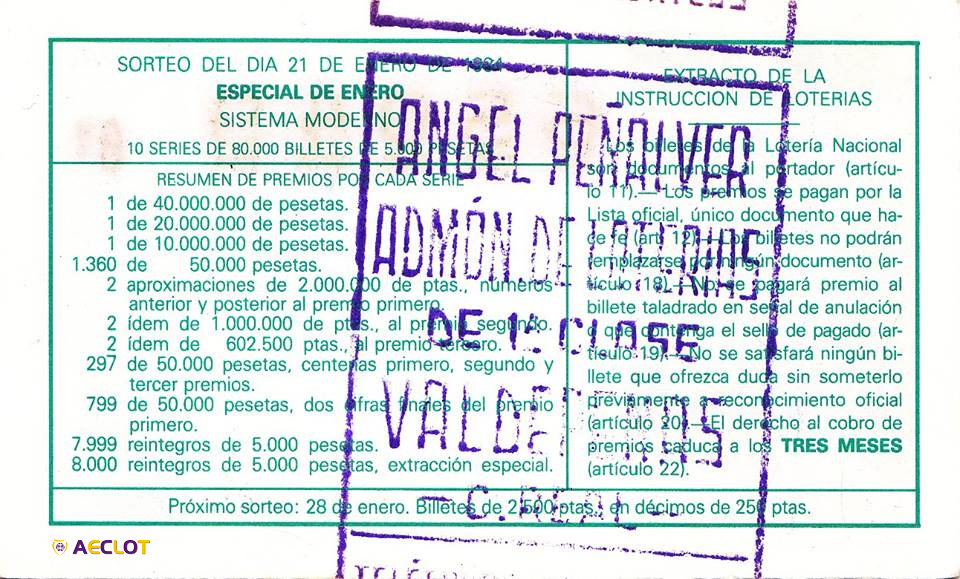 SORTEO DEL DIA 21 DE ENERO DE 1984
ESPECIAL DE ENERO
SISTEMA MODERNO
10 SERIES DE 80.000 BILLETES DE 5.000 PESETAS
RESUMEN DE PREMIOS POR CADA SERIE
1 de 40.000.000 de pesetas.
1 de 20.000.000 de pesetas.
1 de 10.000.000 de pesetas.
1.360 de 50.000 pesetas.
2 aproximaciones de 2.000.000 de ptas., números
anterior y posterior al premio primero.
2 ídem de 1.000.000 de ptas., al premio segundo.
2 ídem de 602.500 ptas., al premio tercero.
297 de 50.000 pesetas, centenas primero, segundo y
tercer premios.
799 de 50.000 pesetas, dos cifras finales del premio
primero.
7.999 reintegros de 5.000 pesetas.
8.000 reintegros de 5.000 pesetas, extracción especial.
EXTRACTO DE LA
INSTRUCCION DE LOTERIAS
Los billetes de la Lotería Nacional
son documentos al portador (artícu-
lo 11).— Los premios se pagan por la
Lista oficial, único documento que ha-
ce fe (art. 12).—Los billetes no podrán
remplazarse por ningún documento (ar-
tículo 18).—No se pagará premio al
billete taladrado en señal de anulación
o que contenga el sello de pagado (ar-
tículo 19).—No se satisfará ningún bi-
llete que ofrezca duda sin someterlo
previamente a reconocimiento oficial
(artículo 20).—El derecho al cobro de
premios caduca a los TRES MESES
(artículo 22).
Próximo sorteo: 28 de enero. Billetes de 2.500 ptas., en décimos de 250 ptas.
ANGEL PEÑALVER
ADMÓN. DE LOTERIAS
DE 1ª CLASE
VALDEPEÑAS
- C. REAL -
AECLOT